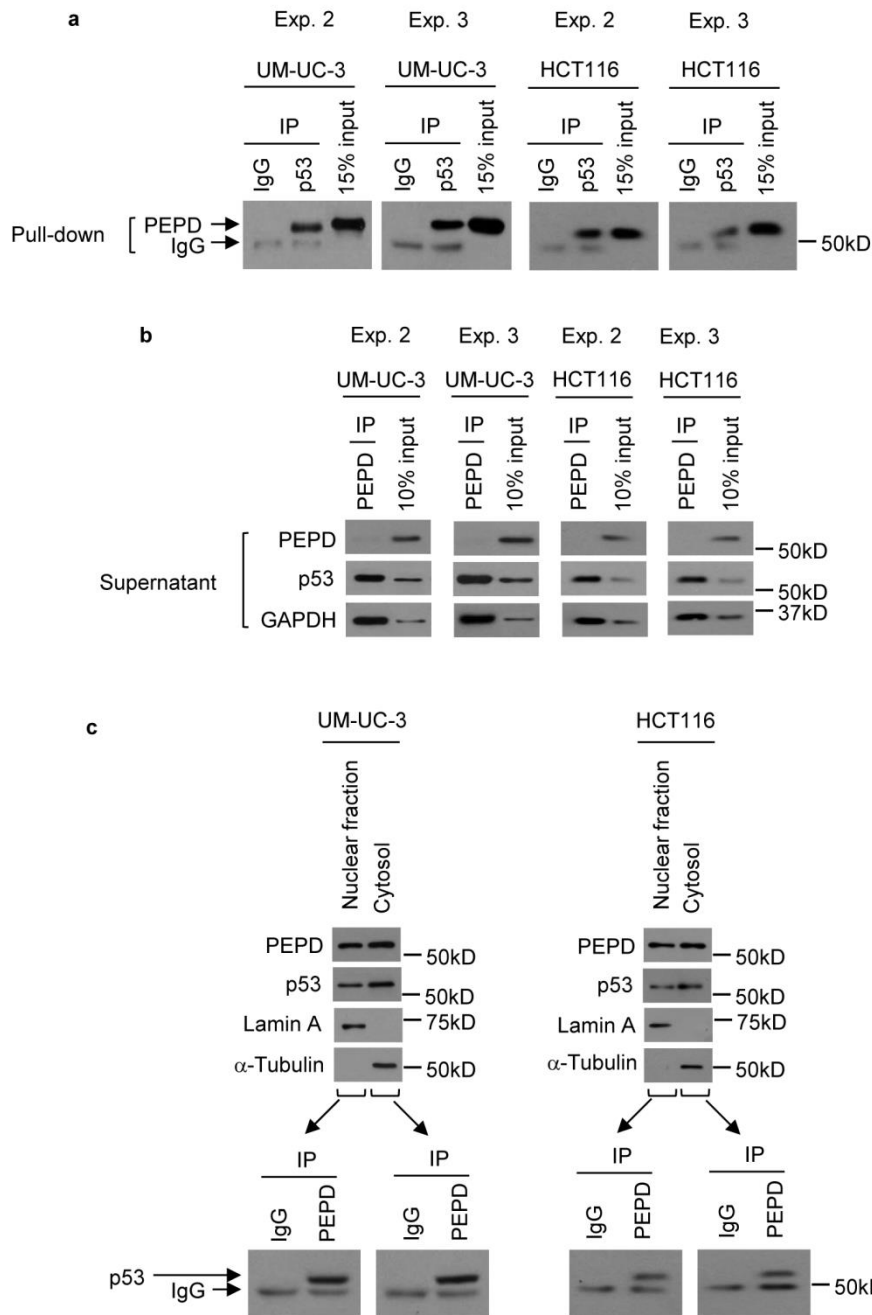 a
Exp. 2 Exp. 3 Exp. 2 Exp. 3
UM-UC-3 UM-UC-3 HCT116 HCT116
IP IP IP IP
IgG p53 15% input IgG p53 15% input IgG p53 15% input IgG p53 15% input
Pull-down
PEPD
IgG
50kD
b
Exp. 2 Exp. 3 Exp. 2 Exp. 3
UM-UC-3 UM-UC-3 HCT116 HCT116
IP IP IP IP
PEPD 10% input PEPD 10% input PEPD 10% input PEPD 10% input
Supernatant
PEPD 50kD
p53 50kD
GAPDH 37kD
c
UM-UC-3 HCT116
Nuclear fraction Cytosol Nuclear fraction Cytosol
PEPD 50kD PEPD 50kD
p53 50kD p53 50kD
Lamin A 75kD Lamin A 75kD
α-Tubulin 50kD α-Tubulin 50kD
IP IP IP IP
IgG PEPD IgG PEPD IgG PEPD IgG PEPD
p53
IgG
50k